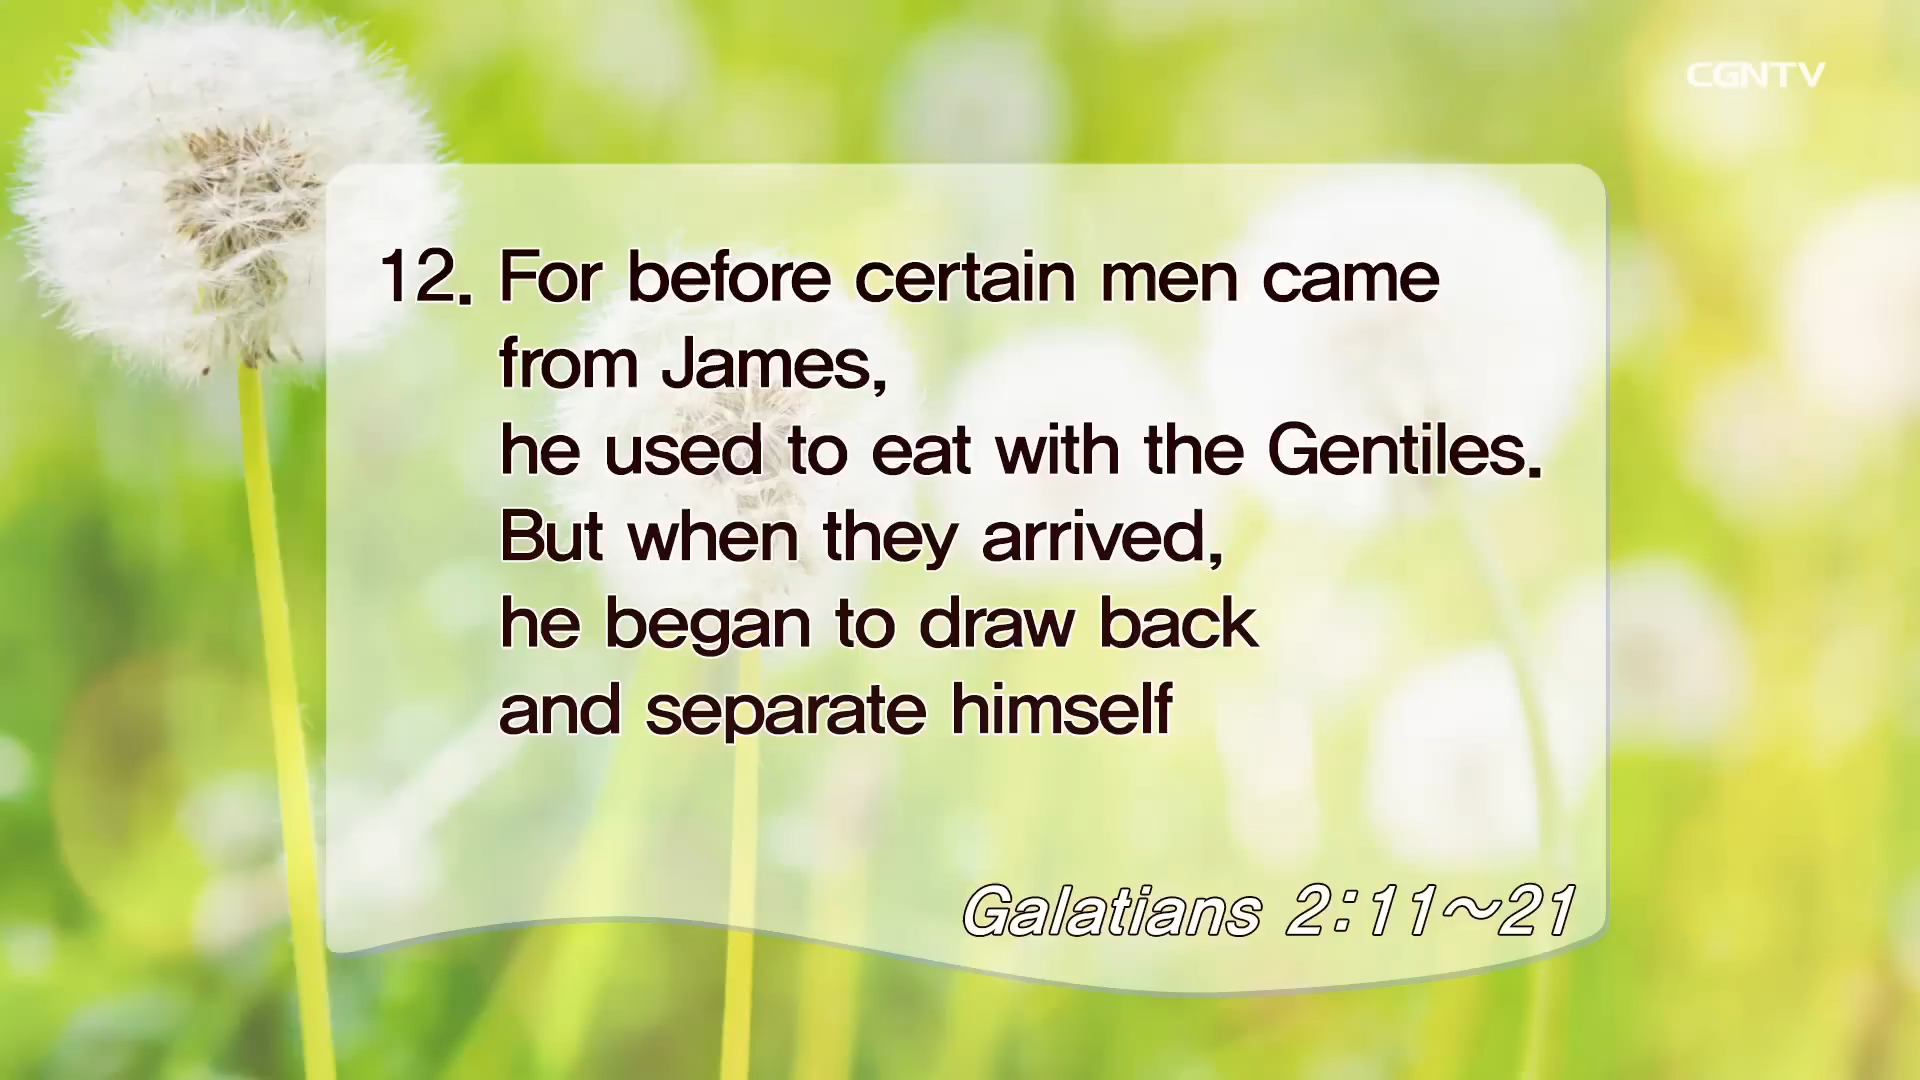 CGNTV
12. For before certain men came
from James,
he used to eat with the Gentiles.
But when they arrived,
he began to draw back
and separate himself
Galatians 2:11~21